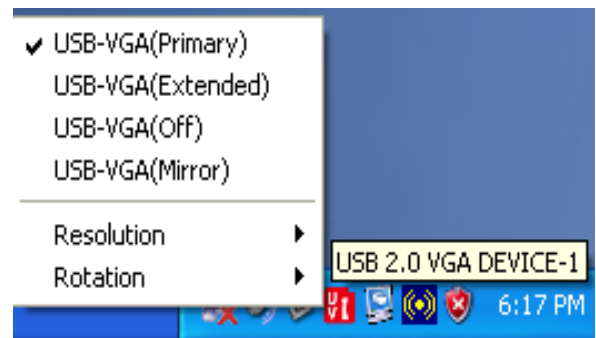 USB-VGA(Primary)
USB-VGA(Extended)
USB-VGA(Off)
USB-VGA(Mirror)
Resolution
Rotation
USB 2.0 VGA DEVICE-1
6:17 PM